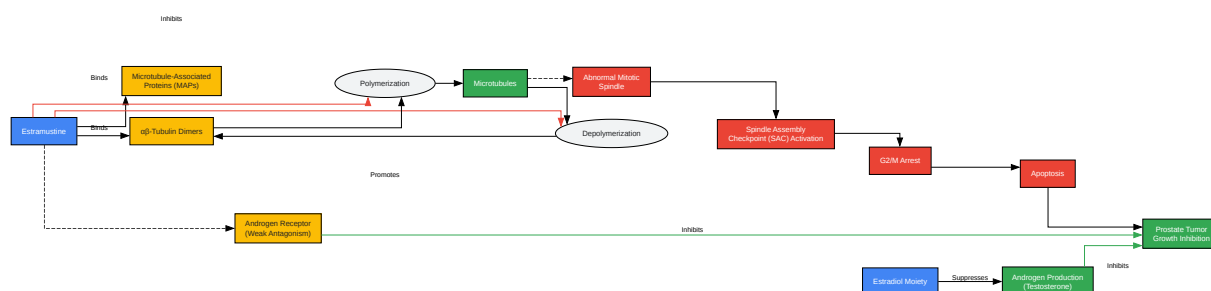 Inhibits
Binds
Microtubule-Associated
Proteins (MAPs)
Polymerization
Microtubules
Abnormal Mitotic
Spindle
Estramustine
Binds
αβ-Tubulin Dimers
Depolymerization
Spindle Assembly
Checkpoint (SAC) Activation
G2/M Arrest
Promotes
Apoptosis
Androgen Receptor
(Weak Antagonism)
Inhibits
Prostate Tumor
Growth Inhibition
Inhibits
Estradiol Moiety
Suppresses
Androgen Production
(Testosterone)